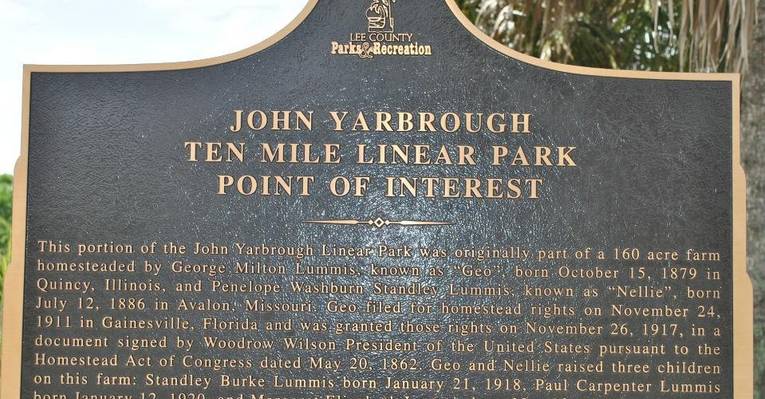 LEE COUNTY
Parks & Recreation
JOHN YARBROUGH
TEN MILE LINEAR PARK
POINT OF INTEREST
This portion of the John Yarbrough Linear Park was originally part of a 160 acre farm
homesteaded by George Milton Lummis, known as "Geo", born October 15, 1879 in
Quincy, Illinois, and Penelope Washburn Standley Lummis, known as "Nellie", born
July 12, 1886 in Avalon, Missouri. Geo filed for homestead rights on November 24,
1911 in Gainesville, Florida and was granted those rights on November 26, 1917, in a
document signed by Woodrow Wilson President of the United States pursuant to the
Homestead Act of Congress dated May 20, 1862. Geo and Nellie raised three children
on this farm: Standley Burke Lummis born January 21, 1918, Paul Carpenter Lummis
born January 12, 1920, and